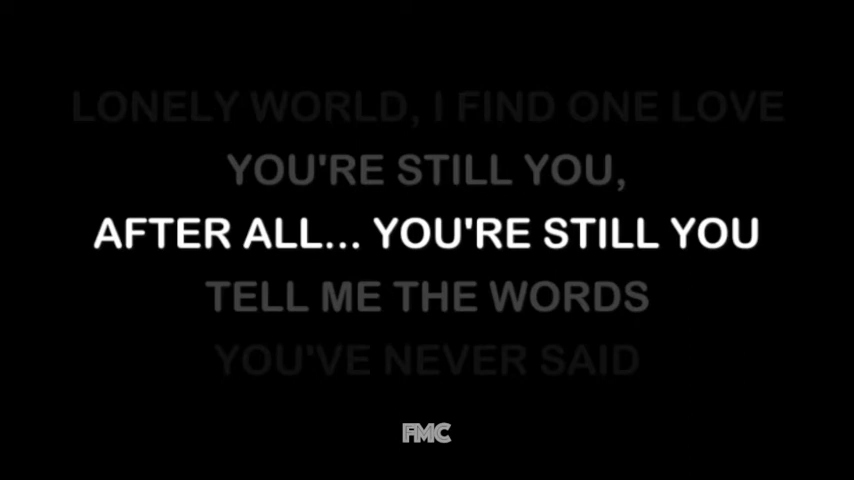 LONELY WORLD, I FIND ONE LOVE
YOU'RE STILL YOU,
AFTER ALL... YOU'RE STILL YOU
TELL ME THE WORDS
YOU'VE NEVER SAID
FMC